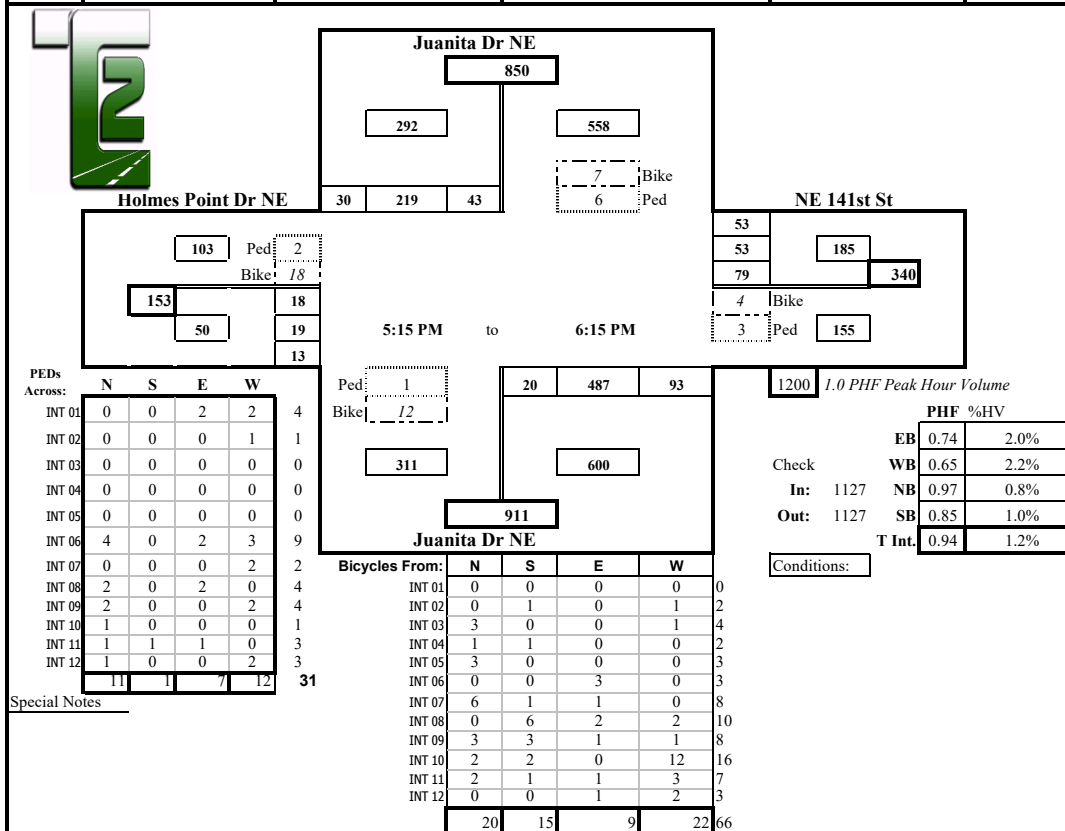 T2
Juanita Dr NE
850
292 558
7 Bike
6 Ped
Holmes Point Dr NE 30 219 43 NE 141st St
53
103 Ped 2 53 185
Bike 18 79 340
153 18 4 Bike
50 19 5:15 PM to 6:15 PM 3 Ped 155
13
Ped 1 20 487 93 1200 1.0 PHF Peak Hour Volume
Bike 12
311 600
911
Juanita Dr NE
PHF %HV
EB 0.74 2.0%
Check WB 0.65 2.2%
In: 1127 NB 0.97 0.8%
Out: 1127 SB 0.85 1.0%
T Int. 0.94 1.2%
Conditions:
PEDs
Across: N S E W
INT 01 0 0 2 2 4
INT 02 0 0 0 1 1
INT 03 0 0 0 0 0
INT 04 0 0 0 0 0
INT 05 0 0 0 0 0
INT 06 4 0 2 3 9
INT 07 0 0 0 2 2
INT 08 2 0 2 0 4
INT 09 2 0 0 2 4
INT 10 1 0 0 0 1
INT 11 1 1 1 0 3
INT 12 1 0 0 2 3
11 1 7 12 31
Special Notes
Bicycles From: N S E W
INT 01 0 0 0 0 0
INT 02 0 1 0 1 2
INT 03 3 0 0 1 4
INT 04 1 1 0 0 2
INT 05 3 0 0 0 3
INT 06 0 0 3 0 3
INT 07 6 1 1 0 8
INT 08 0 6 2 2 10
INT 09 3 3 1 1 8
INT 10 2 2 0 12 16
INT 11 2 1 1 3 7
INT 12 0 0 1 2 3
20 15 9 22 66